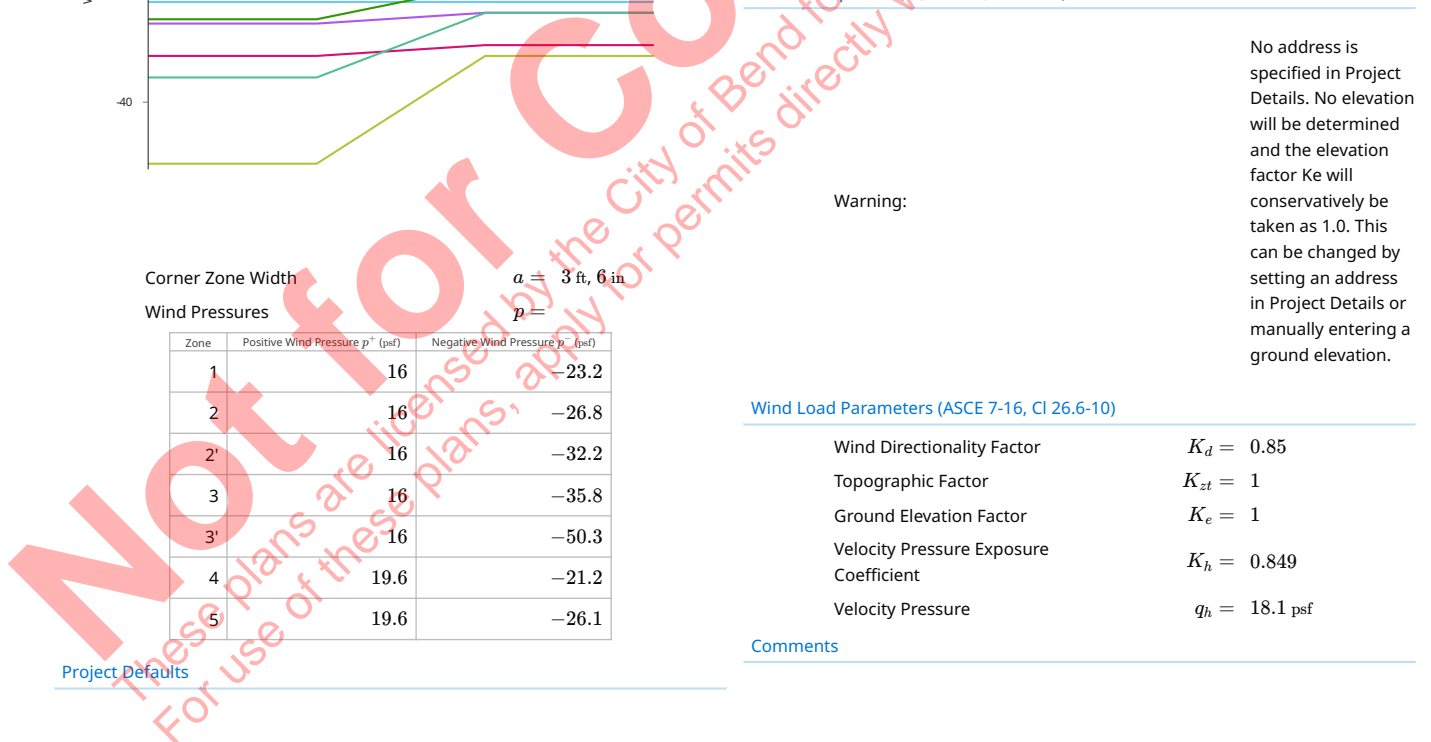 -40
Corner Zone Width a = 3 ft, 6 in
Wind Pressures p =
Zone Positive Wind Pressure p⁺ (psf) Negative Wind Pressure p⁻ (psf)
1 16 −23.2
2 16 −26.8
2' 16 −32.2
3 16 −35.8
3' 16 −50.3
4 19.6 −21.2
5 19.6 −26.1
Project Defaults
No address is
specified in Project
Details. No elevation
will be determined
and the elevation
factor Ke will
Warning:
conservatively be
taken as 1.0. This
can be changed by
setting an address
in Project Details or
manually entering a
ground elevation.
Wind Load Parameters (ASCE 7-16, Cl 26.6-10)
Wind Directionality Factor K_d = 0.85
Topographic Factor K_zt = 1
Ground Elevation Factor K_e = 1
Velocity Pressure Exposure
Coefficient K_h = 0.849
Velocity Pressure q_h = 18.1 psf
Comments
Not for Co
These plans are licensed by the City of Bend fo
For use of these plans, apply for permits directly w